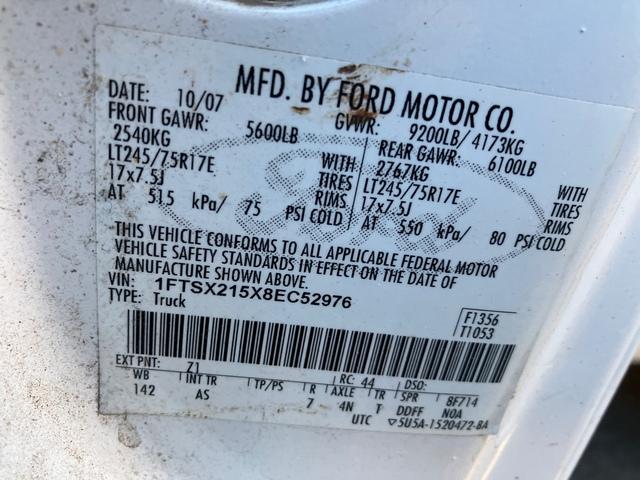 MFD. BY FORD MOTOR CO.
DATE: 10/07 GVWR: 9200LB/ 4173KG
FRONT GAWR: 5600LB REAR GAWR: 6100LB
2540KG WITH 2767KG WITH
LT245/75R17E TIRES LT245/75R17E TIRES
17x7.5J RIMS 17x7.5J RIMS
AT 515 kPa/ 75 PSI COLD AT 550 kPa/ 80 PSI COLD
THIS VEHICLE CONFORMS TO ALL APPLICABLE FEDERAL MOTOR
VEHICLE SAFETY STANDARDS IN EFFECT ON THE DATE OF
MANUFACTURE SHOWN ABOVE.
VIN: 1FTSX215X8EC52976
TYPE: Truck
F1356
T1053
EXT PNT: Z1 RC: 44 DSO:
WB INT TR TP/PS R AXLE TR SPR 8F714
142 AS 7 4N T DDFF N0A
UTC ▽5U5A-1520472-BA
Ford